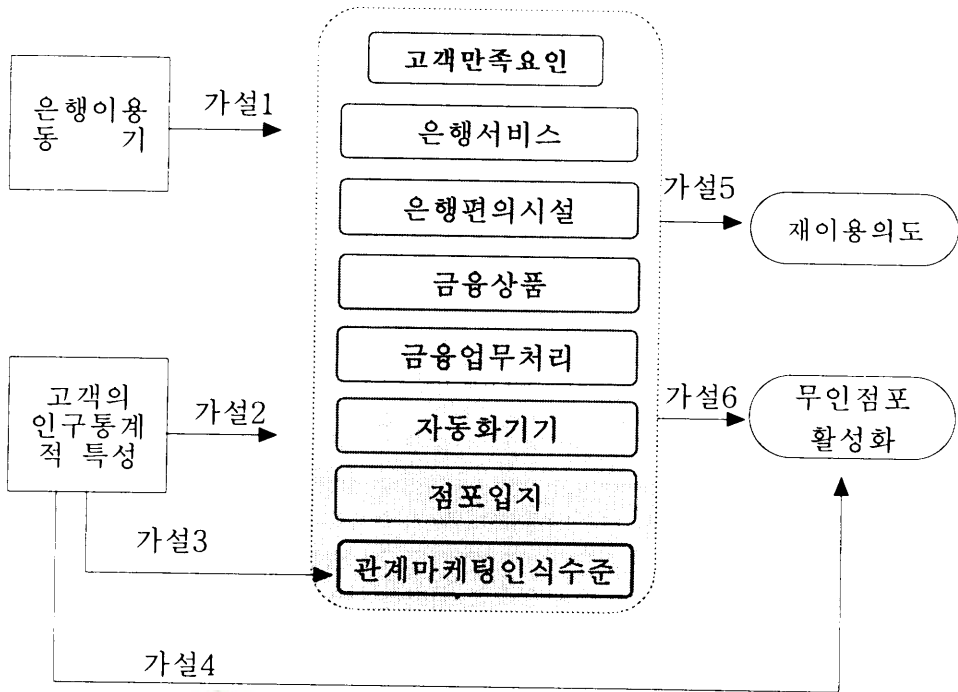 고객만족요인
은행이용
동 기
가설1
은행서비스
은행편의시설
가설5
재이용의도
금융상품
금융업무처리
고객의
인구통계
적 특성
가설2
자동화기기
가설6
무인점포
활성화
점포입지
가설3
관계마케팅인식수준
가설4